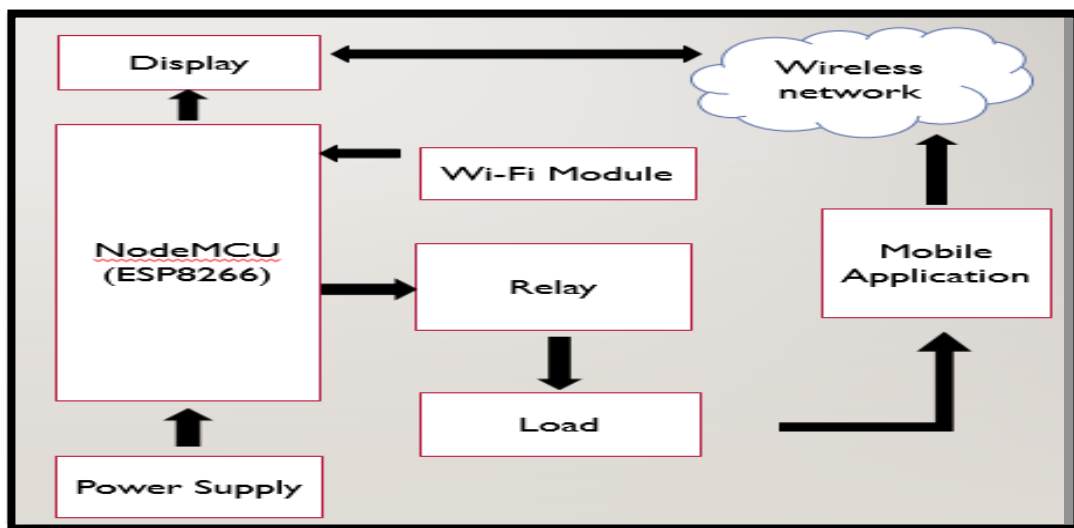 Display
Wireless
network
Wi-Fi Module
NodeMCU
(ESP8266)
Relay
Mobile
Application
Load
Power Supply